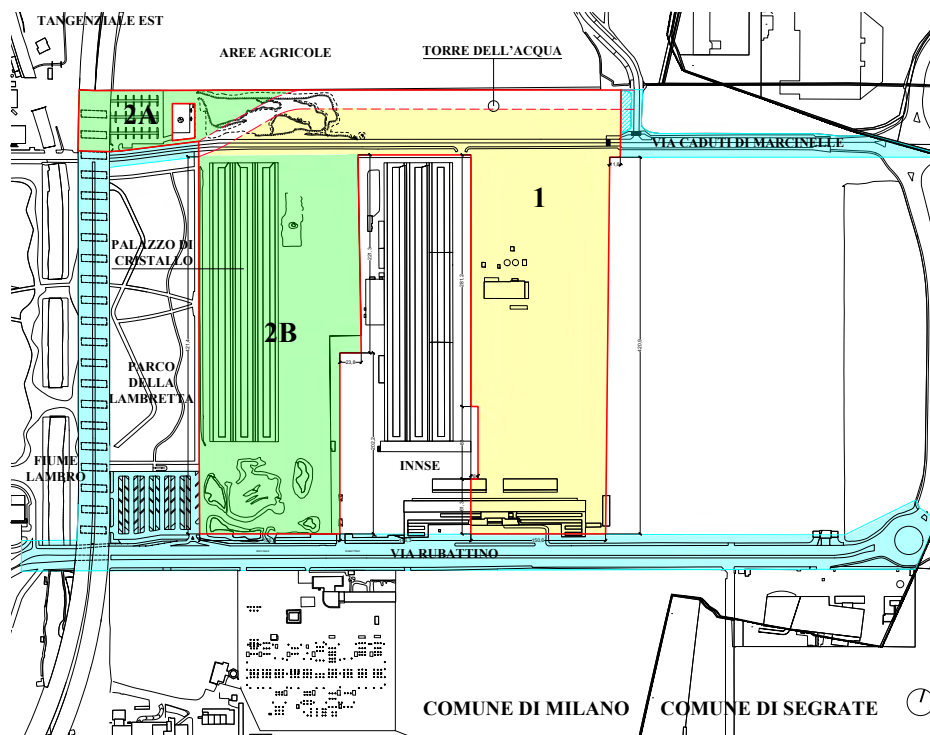 TANGENZIALE EST
AREE AGRICOLE
TORRE DELL'ACQUA
2A
VIA CADUTI DI MARCINELLE
1
PALAZZO DI
CRISTALLO
2B
PARCO
DELLA
LAMBRETTA
FIUME
LAMBRO
INNSE
VIA RUBATTINO
COMUNE DI MILANO
COMUNE DI SEGRATE